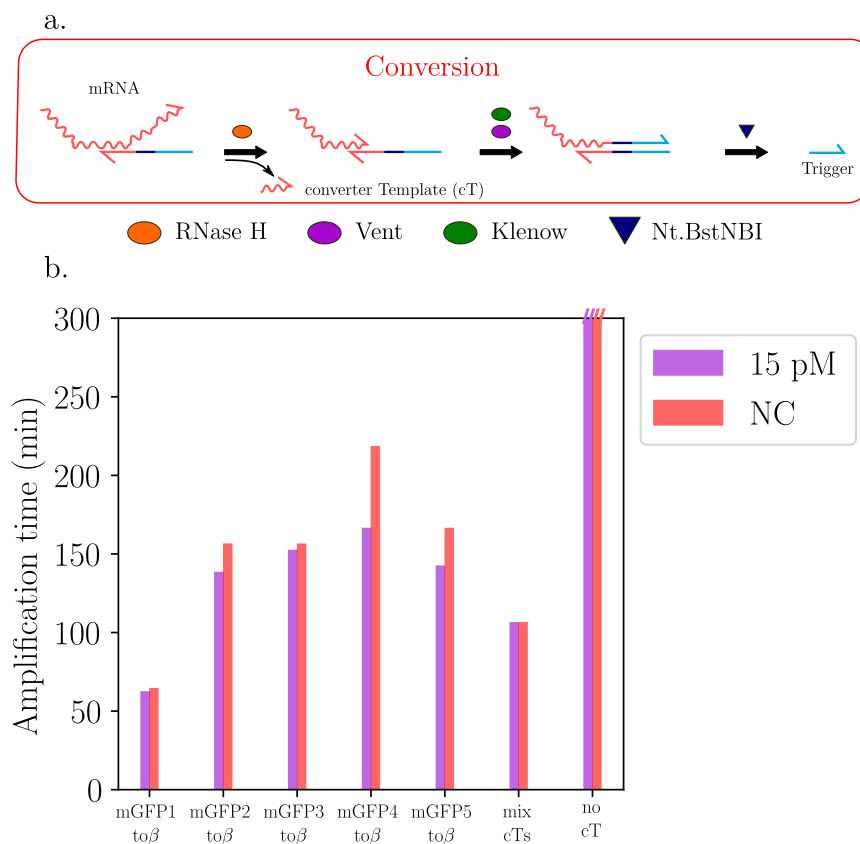 a.
Conversion
mRNA
converter Template (cT)
Trigger
RNase H
Vent
Klenow
Nt.BstNBI
b.
Amplification time (min)
300
250
200
150
100
50
0
15 pM
NC
mGFP1
toβ
mGFP2
toβ
mGFP3
toβ
mGFP4
toβ
mGFP5
toβ
mix
cTs
no
cT